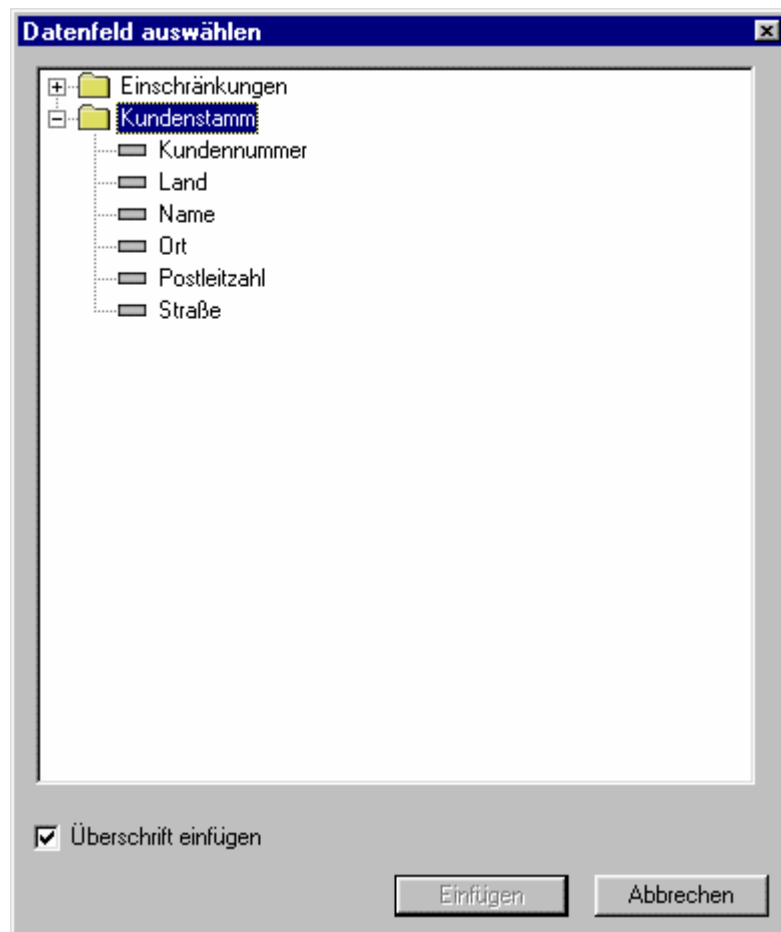 Datenfeld auswählen
Einschränkungen
Kundenstamm
Kundennummer
Land
Name
Ort
Postleitzahl
Straße
Überschrift einfügen
Einfügen Abbrechen